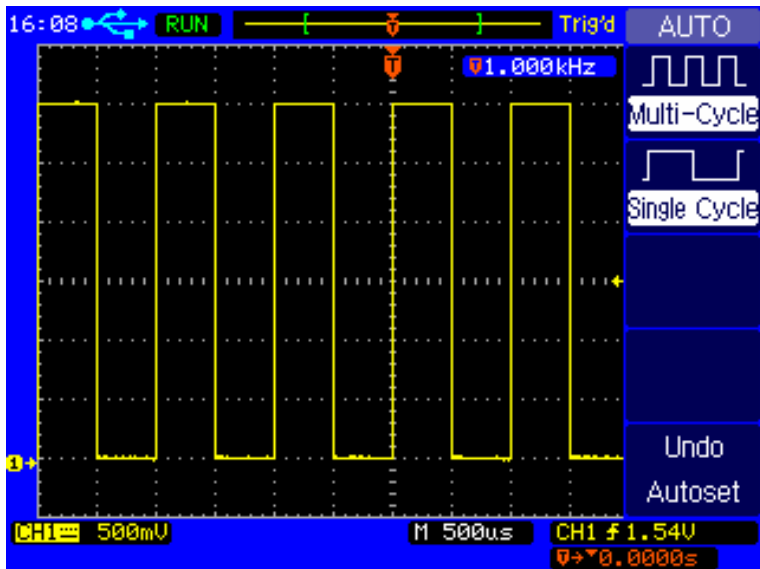 16:08 RUN Trig'd AUTO
T
T 1.000kHz
Multi-Cycle
Single Cycle
1
Undo
Autoset
CH1 500mV M 500us CH1 1.54V
T→▼0.0000s